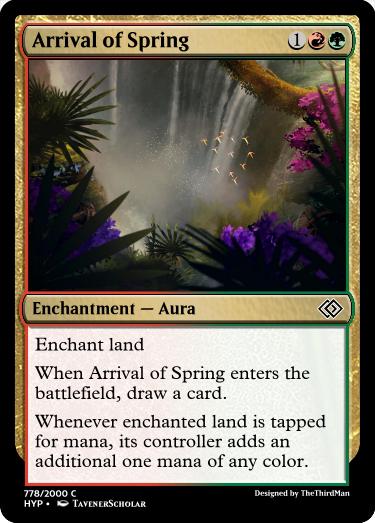 Arrival of Spring 1
Enchantment — Aura
Enchant land
When Arrival of Spring enters the
battlefield, draw a card.
Whenever enchanted land is tapped
for mana, its controller adds an
additional one mana of any color.
778/2000 C
Designed by TheThirdMan
HYP • TavenerScholar